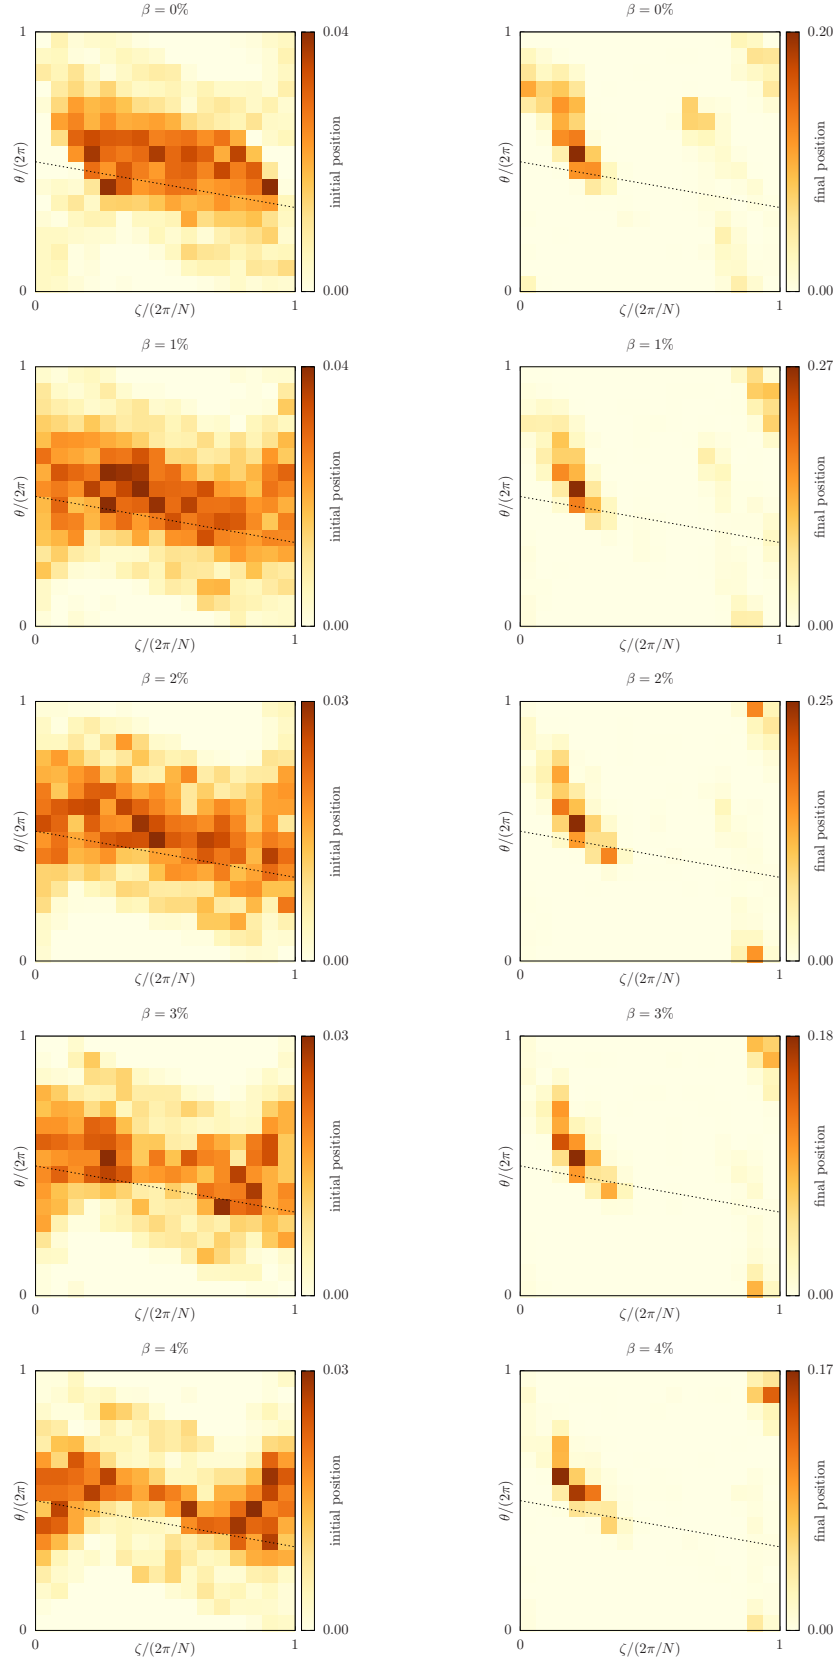 β = 0%
β = 0%
1
0.04
1
0.20
θ/(2π)
initial position
θ/(2π)
final position
0
0.00
0
0.00
0
ζ/(2π/N)
1
0
ζ/(2π/N)
1
β = 1%
β = 1%
1
0.04
1
0.27
θ/(2π)
initial position
θ/(2π)
final position
0
0.00
0
0.00
0
ζ/(2π/N)
1
0
ζ/(2π/N)
1
β = 2%
β = 2%
1
0.03
1
0.25
θ/(2π)
initial position
θ/(2π)
final position
0
0.00
0
0.00
0
ζ/(2π/N)
1
0
ζ/(2π/N)
1
β = 3%
β = 3%
1
0.03
1
0.18
θ/(2π)
initial position
θ/(2π)
final position
0
0.00
0
0.00
0
ζ/(2π/N)
1
0
ζ/(2π/N)
1
β = 4%
β = 4%
1
0.03
1
0.17
θ/(2π)
initial position
θ/(2π)
final position
0
0.00
0
0.00
0
ζ/(2π/N)
1
0
ζ/(2π/N)
1